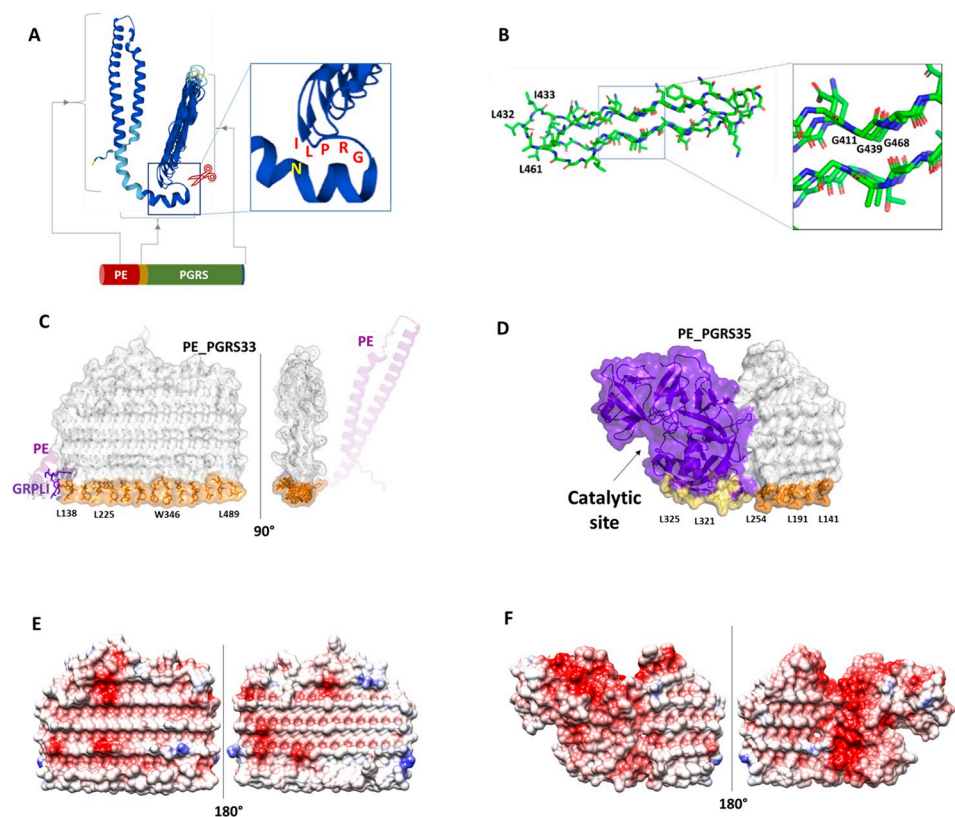 A
I
L
P
R
G
N
PE
PGRS
B
I433
L432
L461
G411
G439
G468
C
PE_PGRS33
PE
PE
GRPLI
L138
L225
W346
L489
90°
D
PE_PGRS35
Catalytic
site
L325
L321
L254
L191
L141
E
180°
F
180°